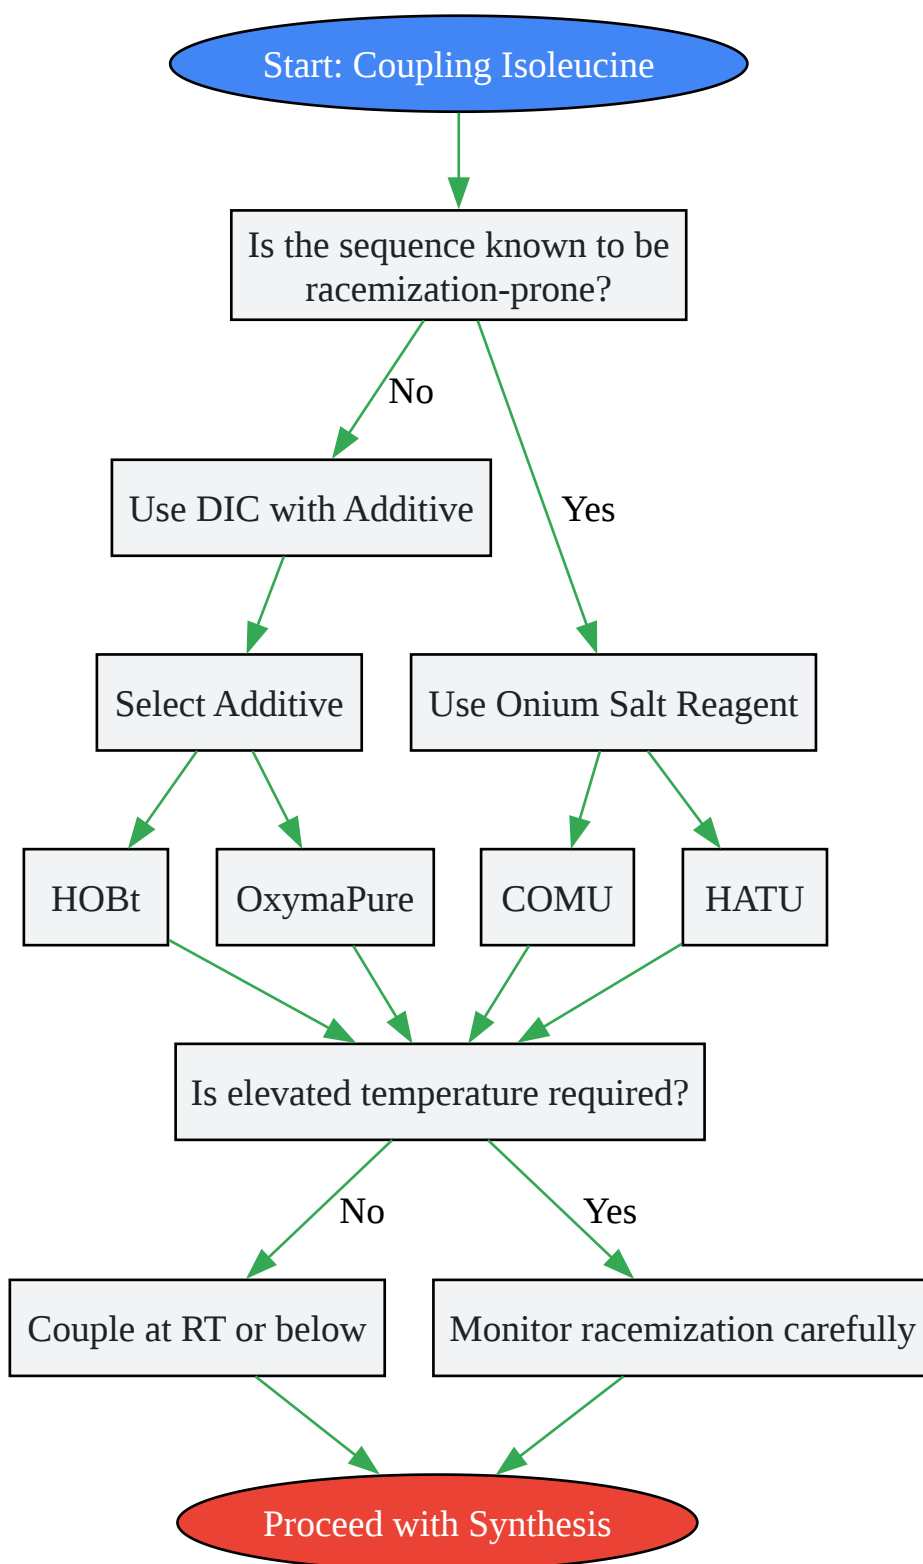 Start: Coupling Isoleucine
Is the sequence known to be
racemization-prone?
No
Use DIC with Additive
Yes
Select Additive
Use Onium Salt Reagent
HOBt
OxymaPure
COMU
HATU
Is elevated temperature required?
No
Yes
Couple at RT or below
Monitor racemization carefully
Proceed with Synthesis